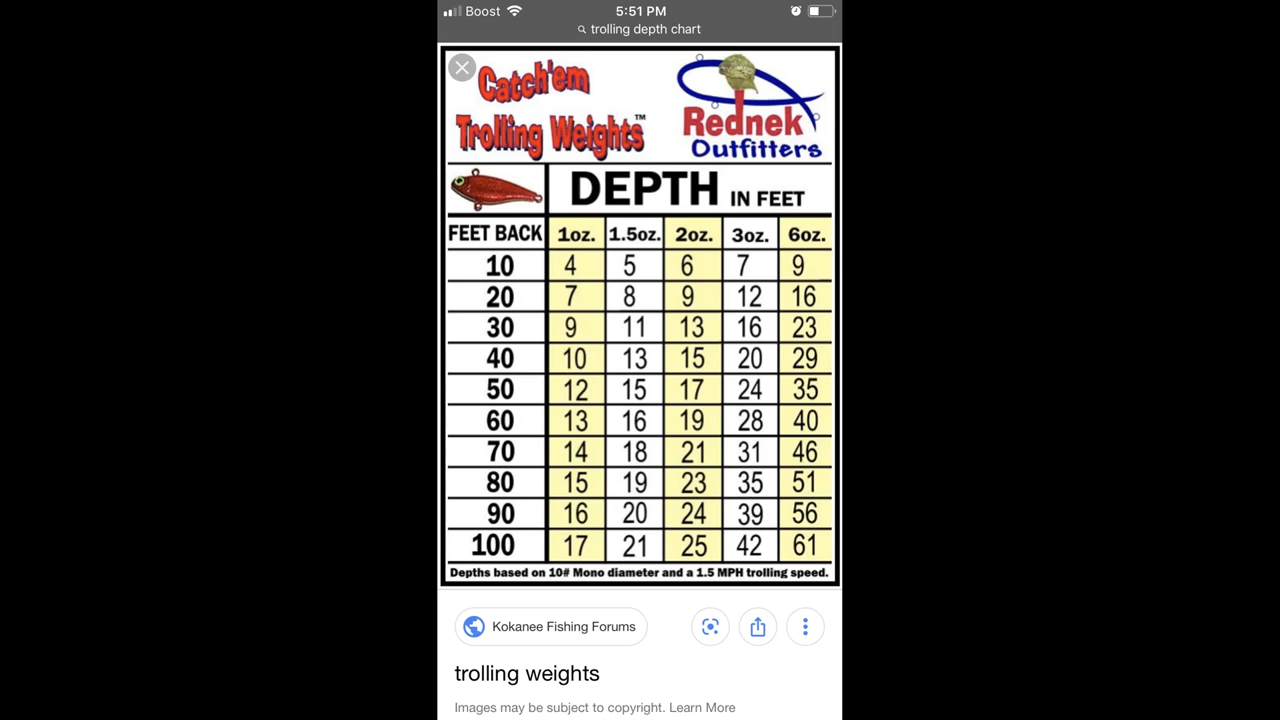 Boost 5:51 PM
trolling depth chart
Catch'em
Trolling Weights™
Rednek
Outfitters
DEPTH IN FEET
FEET BACK 1oz. 1.5oz. 2oz. 3oz. 6oz.
10 4 5 6 7 9
20 7 8 9 12 16
30 9 11 13 16 23
40 10 13 15 20 29
50 12 15 17 24 35
60 13 16 19 28 40
70 14 18 21 31 46
80 15 19 23 35 51
90 16 20 24 39 56
100 17 21 25 42 61
Depths based on 10# Mono diameter and a 1.5 MPH trolling speed.
Kokanee Fishing Forums
trolling weights
Images may be subject to copyright. Learn More